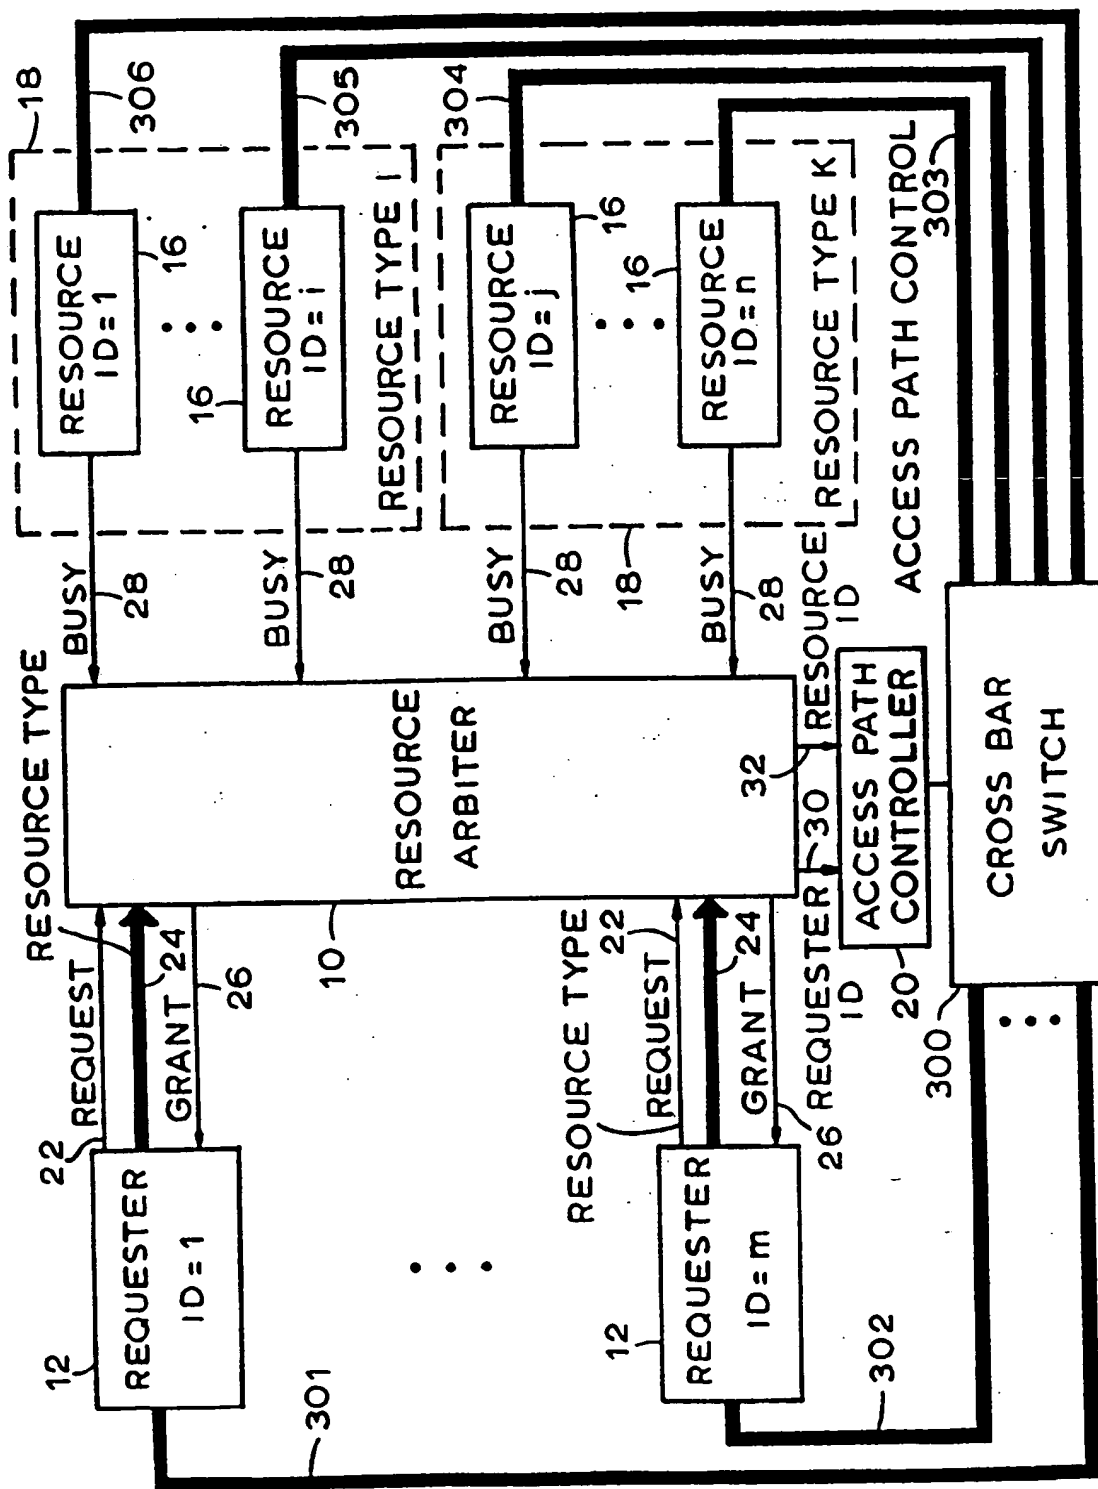 18
306
305
304
303
RESOURCE
ID=1
16
RESOURCE
ID=i
16
RESOURCE TYPE 1
RESOURCE
ID=j
16
RESOURCE
ID=n
16
RESOURCE TYPE K
18
ACCESS PATH CONTROL
BUSY
28
BUSY
28
BUSY
28
BUSY
28
RESOURCE TYPE
REQUEST
22
24
GRANT
26
RESOURCE
ARBITER
10
RESOURCE TYPE
REQUEST
22
24
GRANT
26
REQUESTER
ID
30
RESOURCE
ID
32
ACCESS PATH
CONTROLLER
20
CROSS BAR
SWITCH
300
REQUESTER
ID=1
12
REQUESTER
ID=m
12
301
302